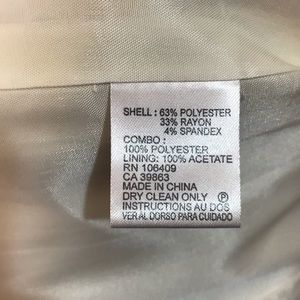 SHELL : 63% POLYESTER
33% RAYON
4% SPANDEX
COMBO :
100% POLYESTER
LINING: 100% ACETATE
RN 106409
CA 39863
MADE IN CHINA
DRY CLEAN ONLY P
INSTRUCTIONS AU DOS
VER AL DORSO PARA CUIDADO